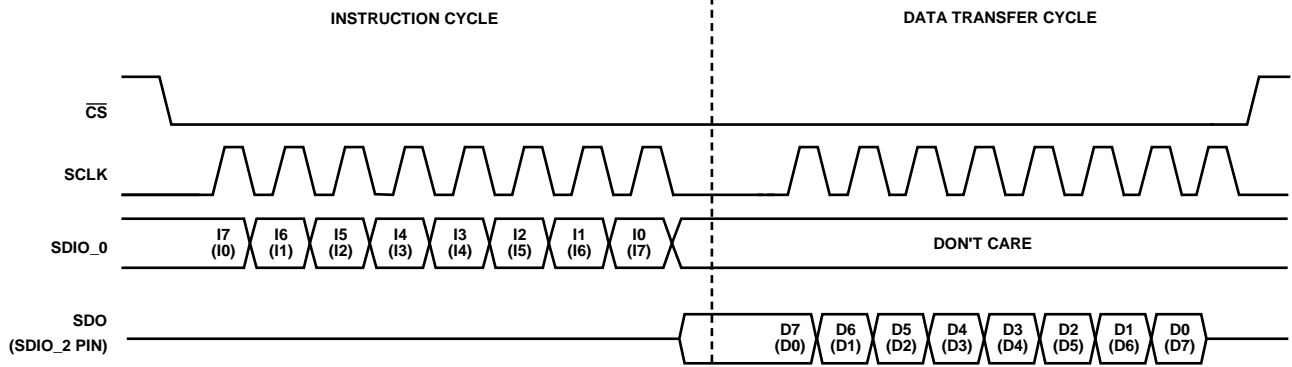 INSTRUCTION CYCLE DATA TRANSFER CYCLE
CS
SCLK
SDIO_0 I7 I6 I5 I4 I3 I2 I1 I0 DON'T CARE
(I0) (I1) (I2) (I3) (I4) (I5) (I6) (I7)
SDO D7 D6 D5 D4 D3 D2 D1 D0
(SDIO_2 PIN) (D0) (D1) (D2) (D3) (D4) (D5) (D6) (D7)